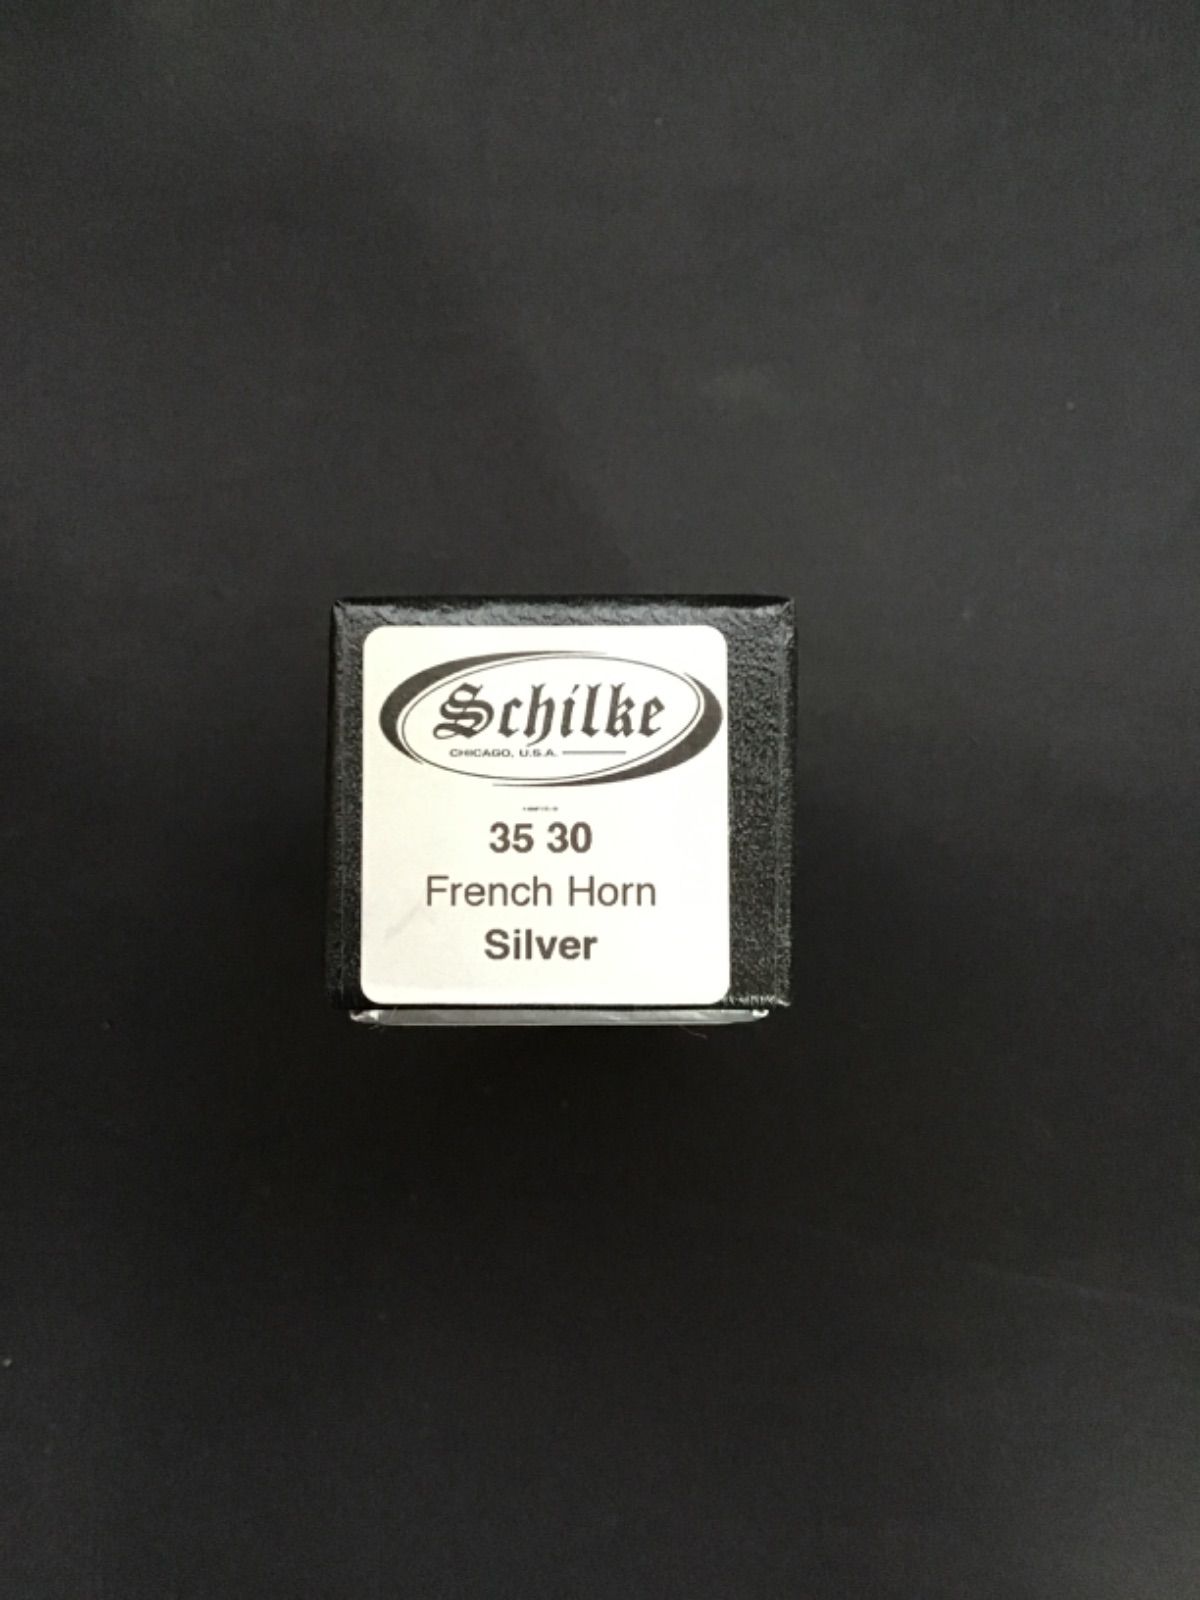 Schilke
CHICAGO, U.S.A.
35 30
French Horn
Silver